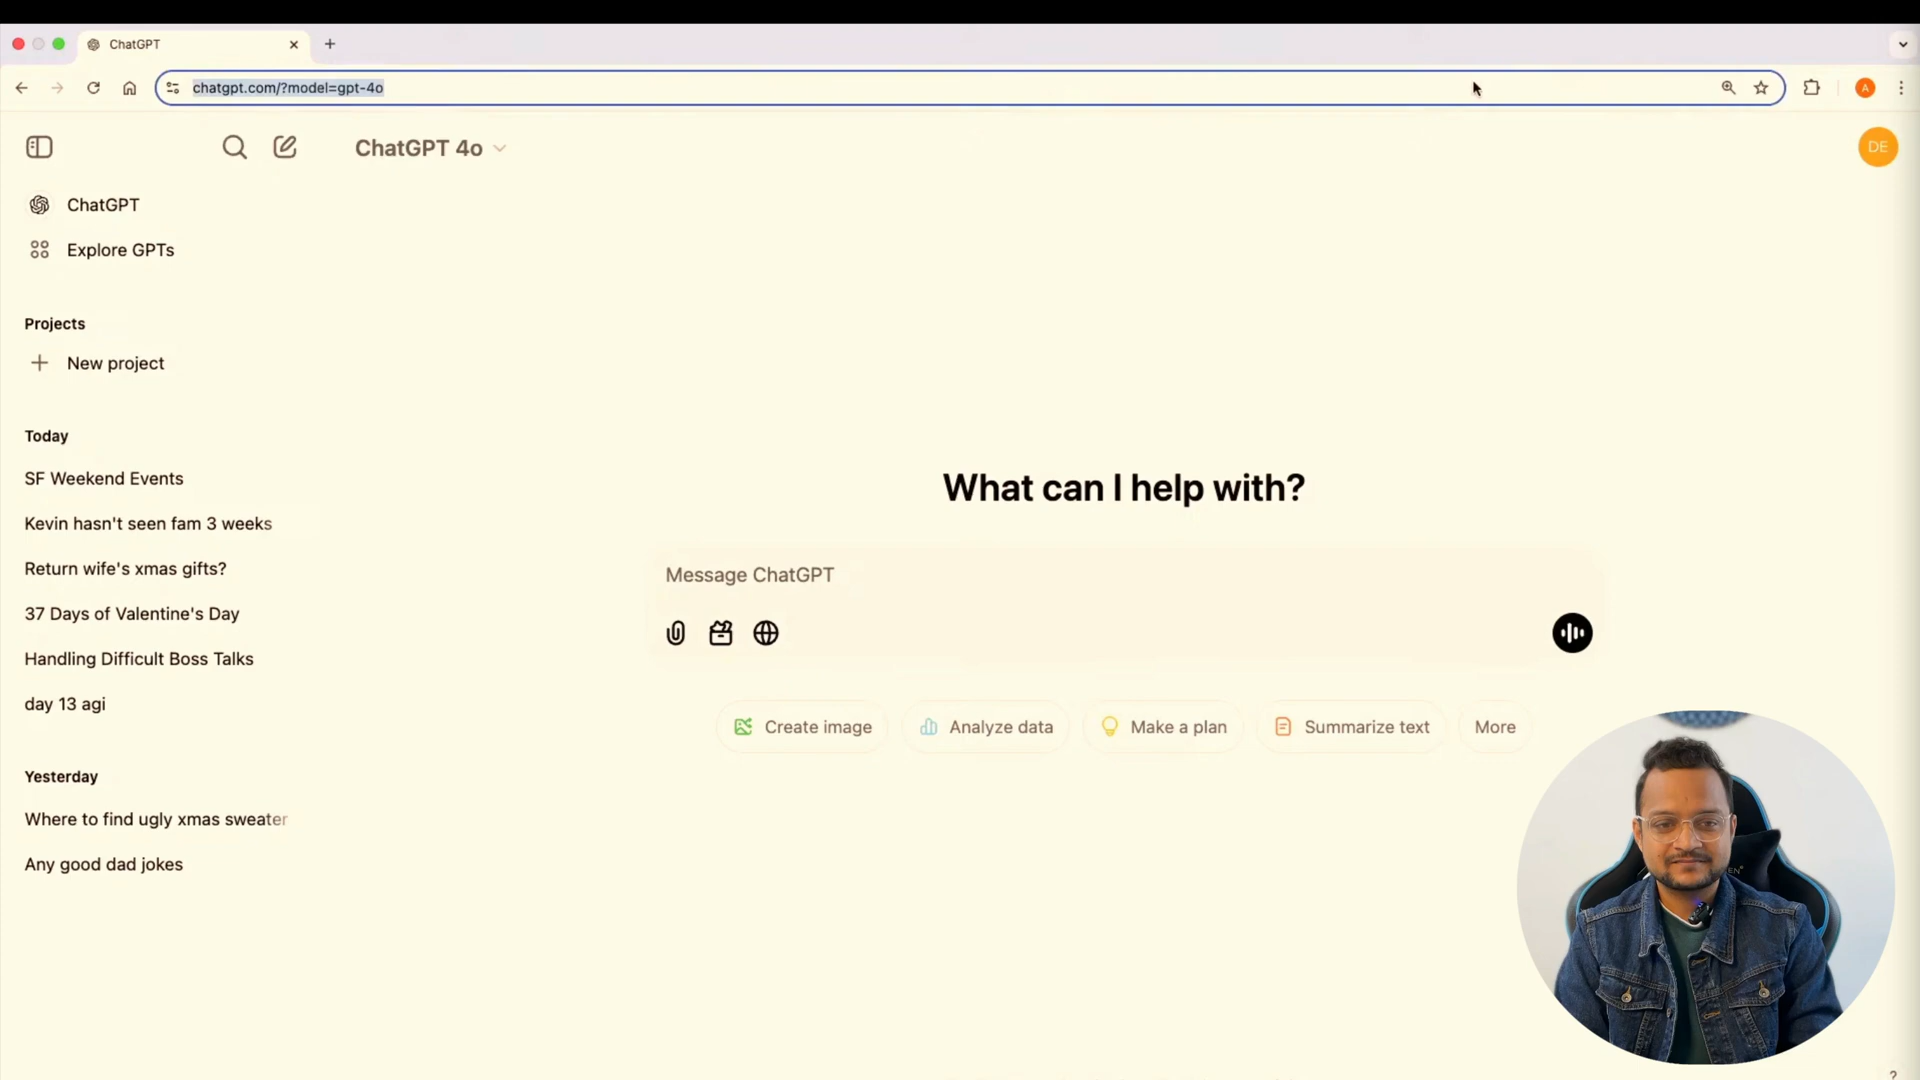 ChatGPT
chatgpt.com/?model=gpt-4o
A
ChatGPT 4o
DE
ChatGPT
Explore GPTs
Projects
New project
Today
SF Weekend Events
Kevin hasn't seen fam 3 weeks
Return wife's xmas gifts?
37 Days of Valentine's Day
Handling Difficult Boss Talks
day 13 agi
Yesterday
Where to find ugly xmas sweater
Any good dad jokes
What can I help with?
Message ChatGPT
Create image
Analyze data
Make a plan
Summarize text
More
?